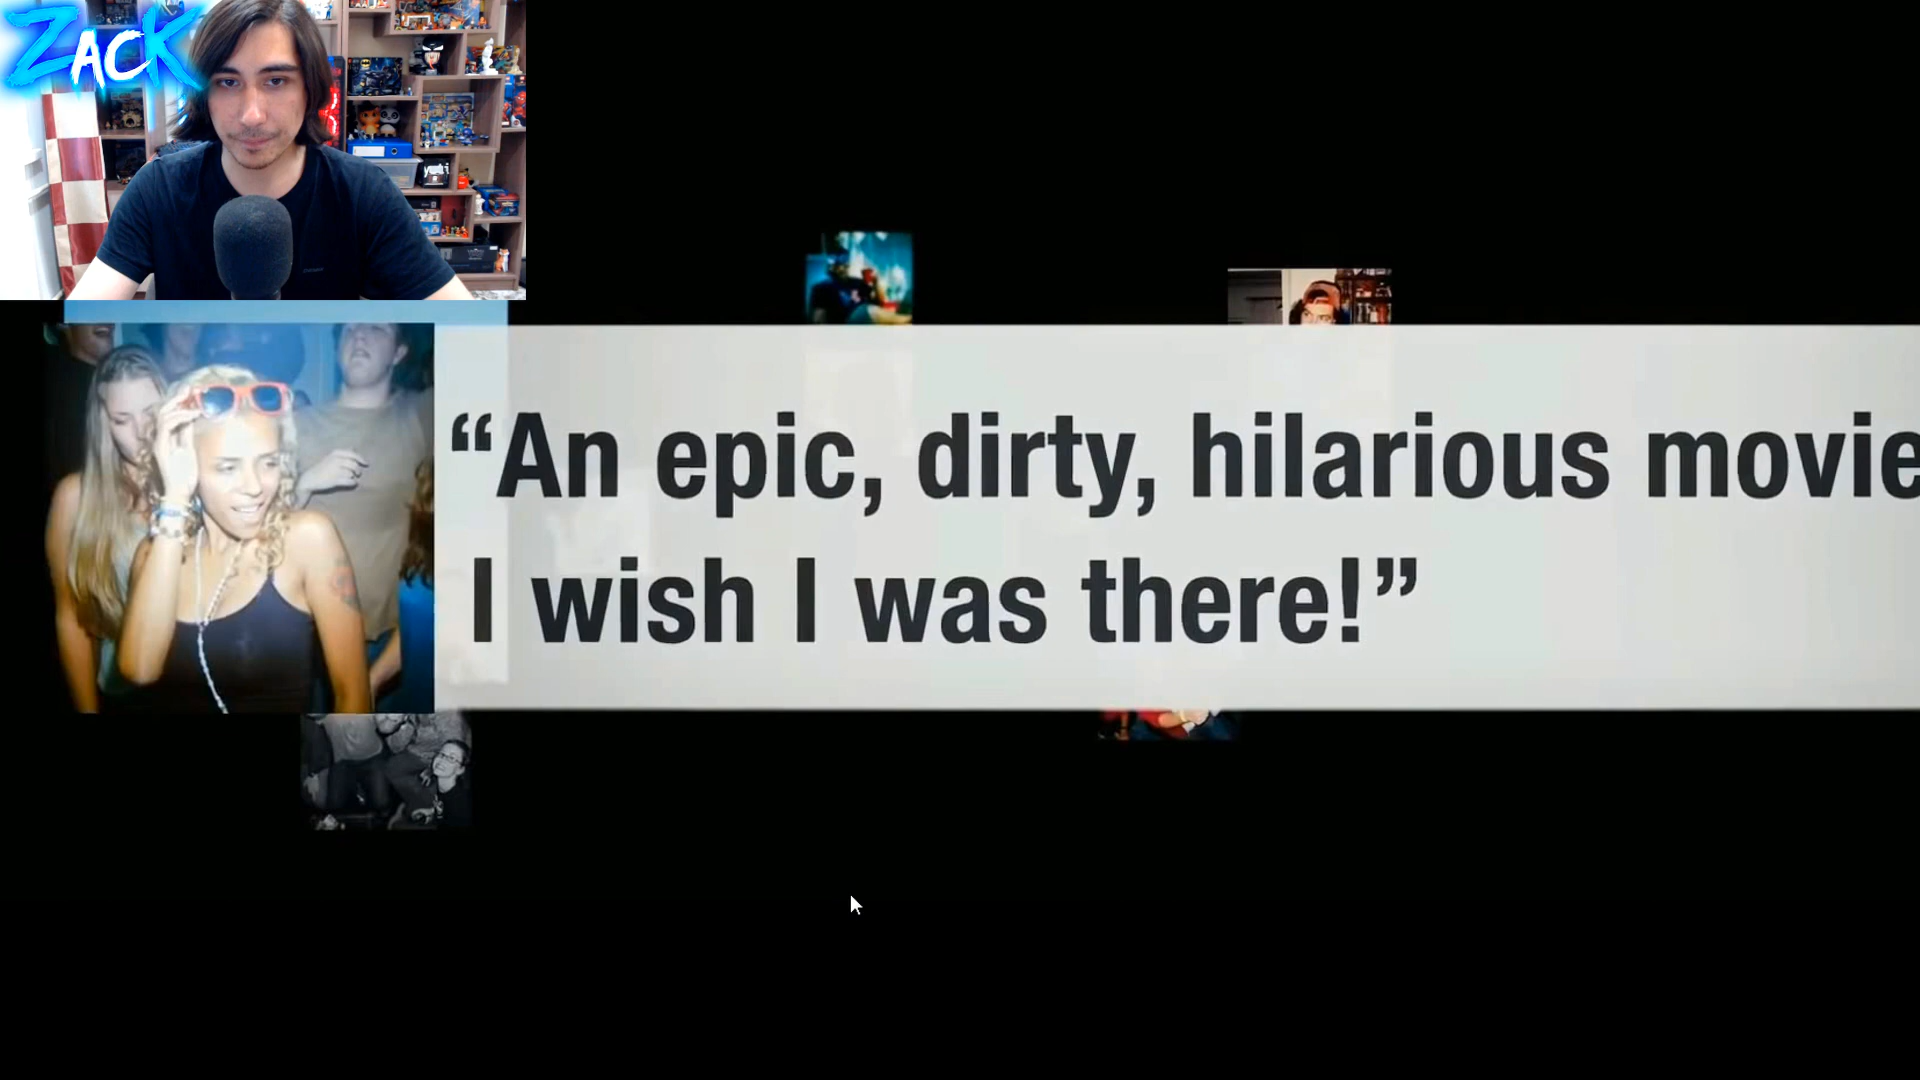 ZACK
“An epic, dirty, hilarious movie
I wish I was there!”